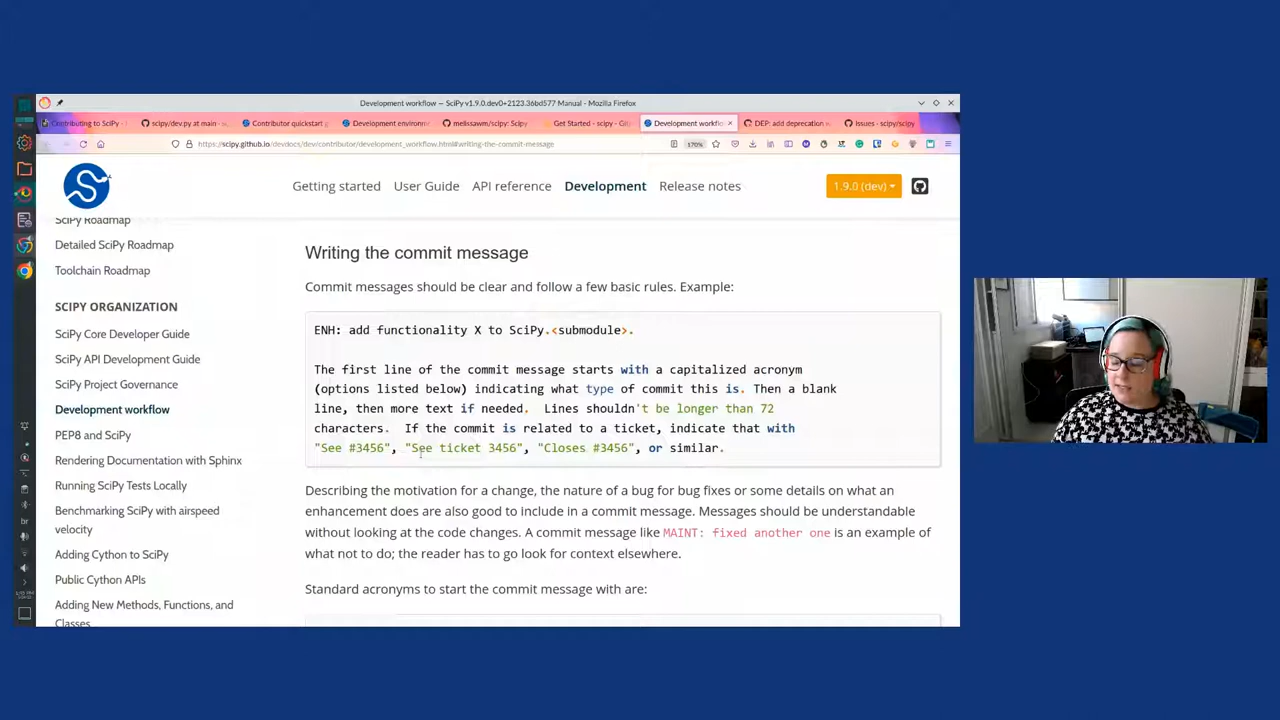 Development workflow — SciPy v1.9.0.dev0+2123.36bd577 Manual - Mozilla Firefox
Contributing to SciPy -
scipy/dev.py at main ·
Contributor quickstart g
Development environ
melissawm/scipy: Scipy
Get Started - scipy - Git
Development workfl
DEP: add deprecation w
Issues · scipy/scipy
https://scipy.github.io/devdocs/dev/contributor/development_workflow.html#writing-the-commit-message
170%
Getting started User Guide API reference Development Release notes
1.9.0 (dev)
SciPy Roadmap
Detailed SciPy Roadmap
Toolchain Roadmap
SCIPY ORGANIZATION
SciPy Core Developer Guide
SciPy API Development Guide
SciPy Project Governance
Development workflow
PEP8 and SciPy
Rendering Documentation with Sphinx
Running SciPy Tests Locally
Benchmarking SciPy with airspeed
velocity
Adding Cython to SciPy
Public Cython APIs
Adding New Methods, Functions, and
Classes
Writing the commit message
Commit messages should be clear and follow a few basic rules. Example:
ENH: add functionality X to SciPy.<submodule>.
The first line of the commit message starts with a capitalized acronym
(options listed below) indicating what type of commit this is. Then a blank
line, then more text if needed. Lines shouldn't be longer than 72
characters. If the commit is related to a ticket, indicate that with
"See #3456", "See ticket 3456", "Closes #3456", or similar.
Describing the motivation for a change, the nature of a bug for bug fixes or some details on what an
enhancement does are also good to include in a commit message. Messages should be understandable
without looking at the code changes. A commit message like MAINT: fixed another one is an example of
what not to do; the reader has to go look for context elsewhere.
Standard acronyms to start the commit message with are:
br